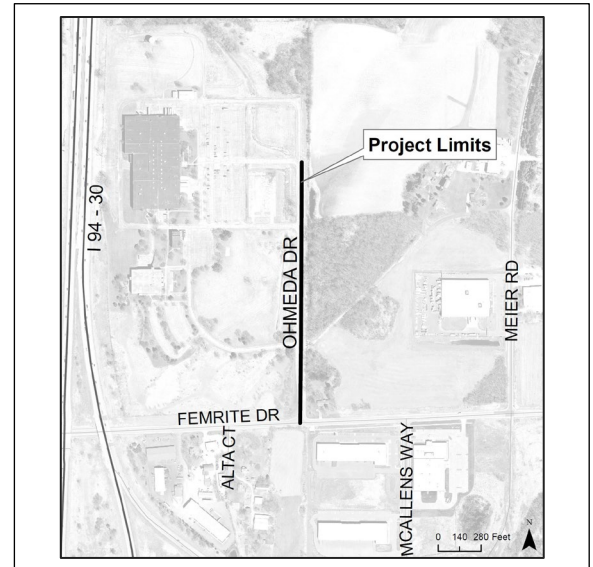 Project Limits
I 94 - 30
OHMEDA DR
MEIER RD
FEMRITE DR
ALTA CT
MCALLENS WAY
0 140 280 Feet
N